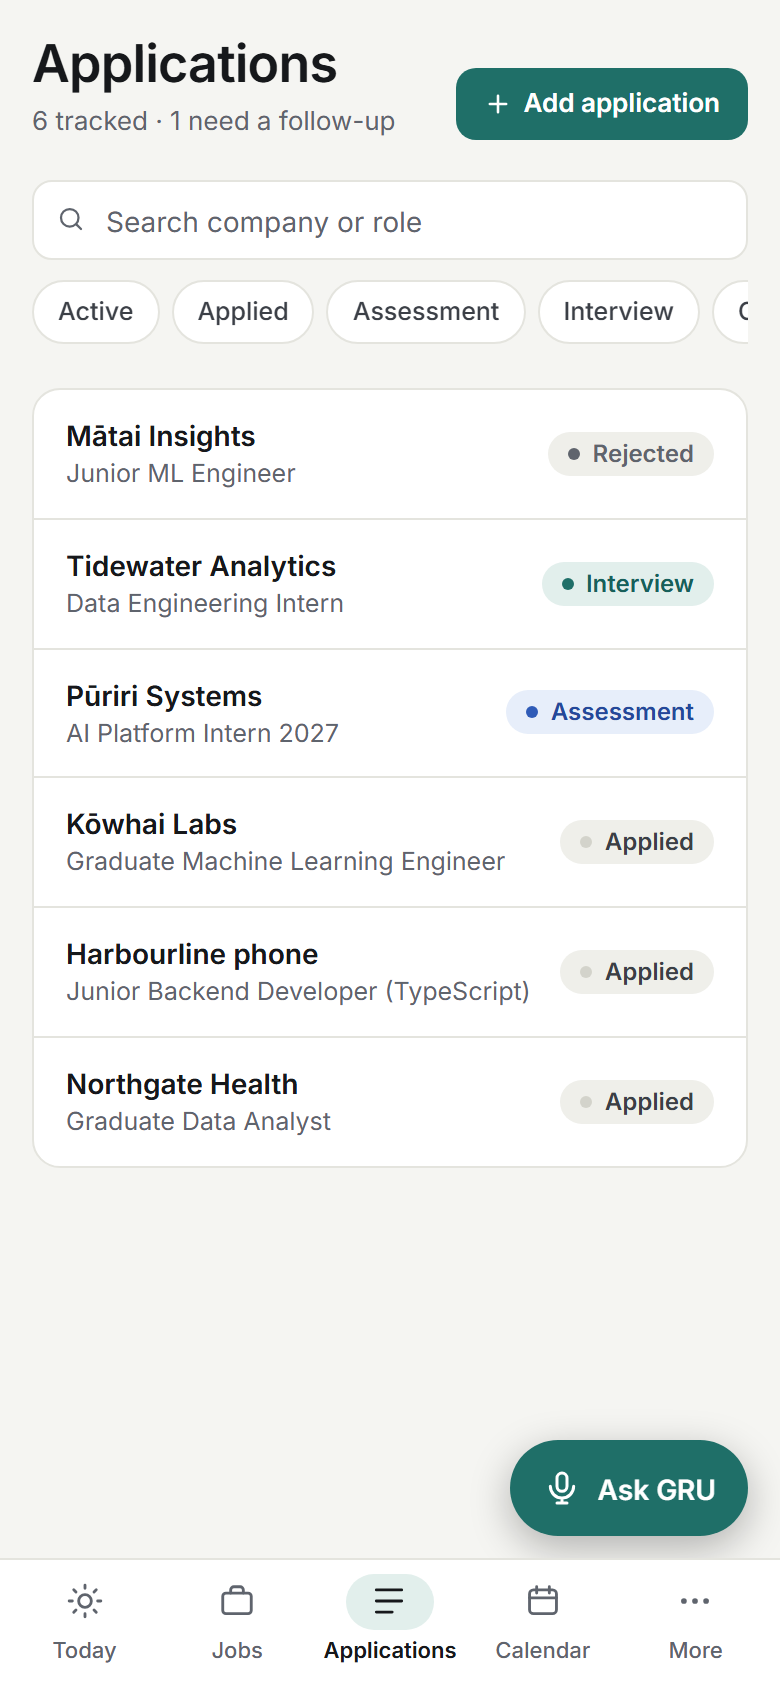 Applications
6 tracked · 1 need a follow-up
+ Add application
Search company or role
Active
Applied
Assessment
Interview
Mātai Insights
Junior ML Engineer
Rejected
Tidewater Analytics
Data Engineering Intern
Interview
Pūriri Systems
AI Platform Intern 2027
Assessment
Kōwhai Labs
Graduate Machine Learning Engineer
Applied
Harbourline phone
Junior Backend Developer (TypeScript)
Applied
Northgate Health
Graduate Data Analyst
Applied
Ask GRU
Today
Jobs
Applications
Calendar
More